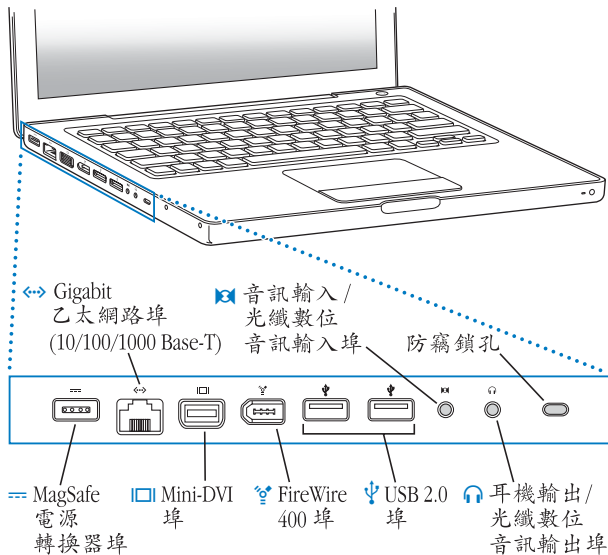 Gigabit
乙太網路埠
(10/100/1000 Base-T)
音訊輸入/
光纖數位
音訊輸入埠
防竊鎖孔
MagSafe
電源
轉換器埠
Mini-DVI
埠
FireWire
400 埠
USB 2.0
埠
耳機輸出/
光纖數位
音訊輸出埠